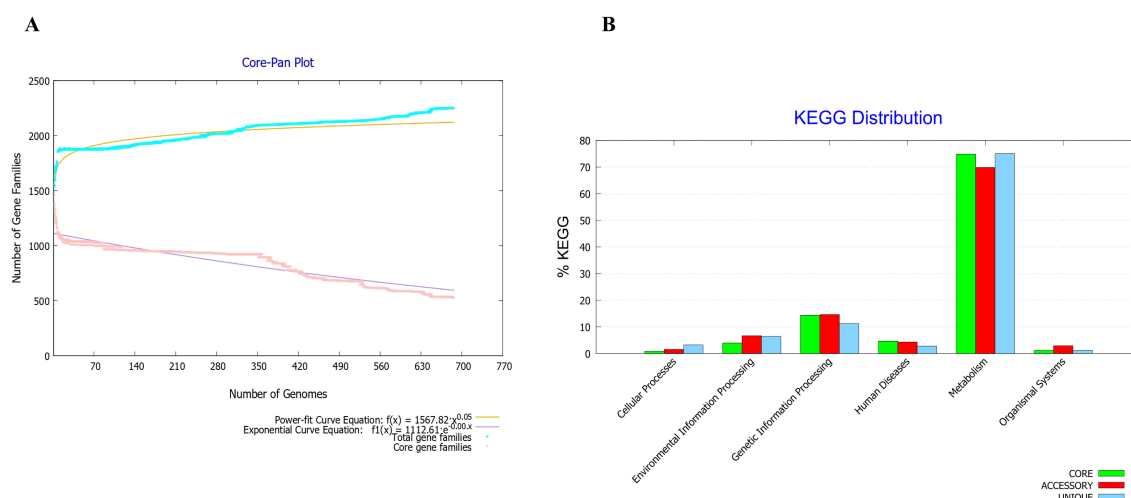 A
B
Core-Pan Plot
2500
2000
1500
1000
500
0
Number of Gene Families
70 140 210 280 350 420 490 560 630 700 770
Number of Genomes
Power-fit Curve Equation: f(x) = 1567.82.x^0.05
Exponential Curve Equation: f1(x) = 1112.61.e^-0.00.x
Total gene families
Core gene families
KEGG Distribution
80
70
60
50
40
30
20
10
0
% KEGG
Cellular Processes
Environmental Information Processing
Genetic Information Processing
Human Diseases
Metabolism
Organismal Systems
CORE
ACCESSORY
UNIQUE